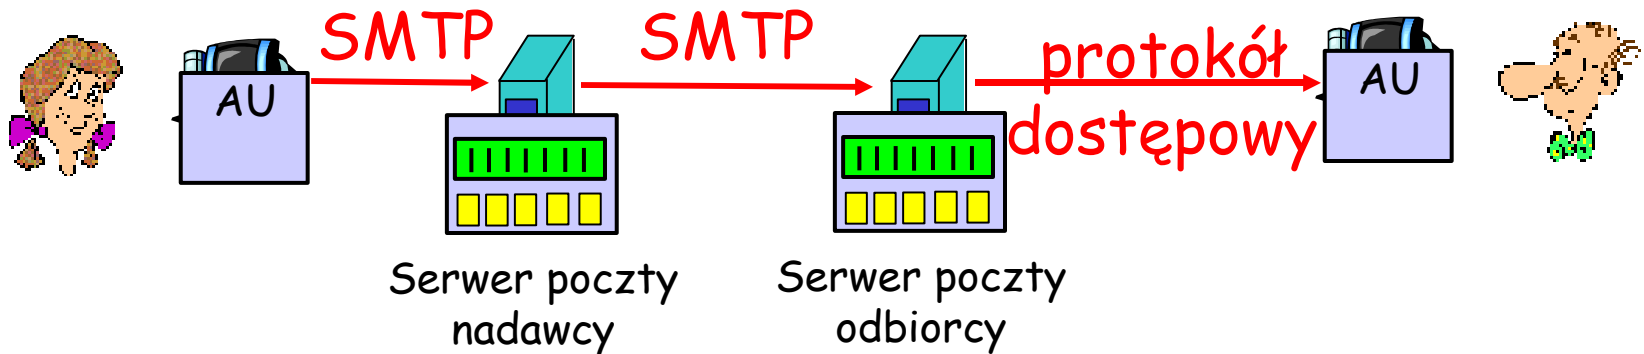 SMTP
SMTP
protokół
dostępowy
AU
AU
Serwer poczty
nadawcy
Serwer poczty
odbiorcy